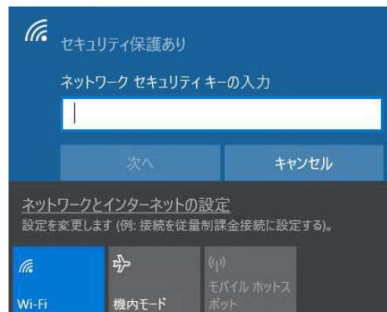 セキュリティ保護あり
ネットワーク セキュリティ キーの入力
次へ
キャンセル
ネットワークとインターネットの設定
設定を変更します (例: 接続を従量制課金接続に設定する)。
Wi-Fi
機内モード
モバイル ホットス
ポット